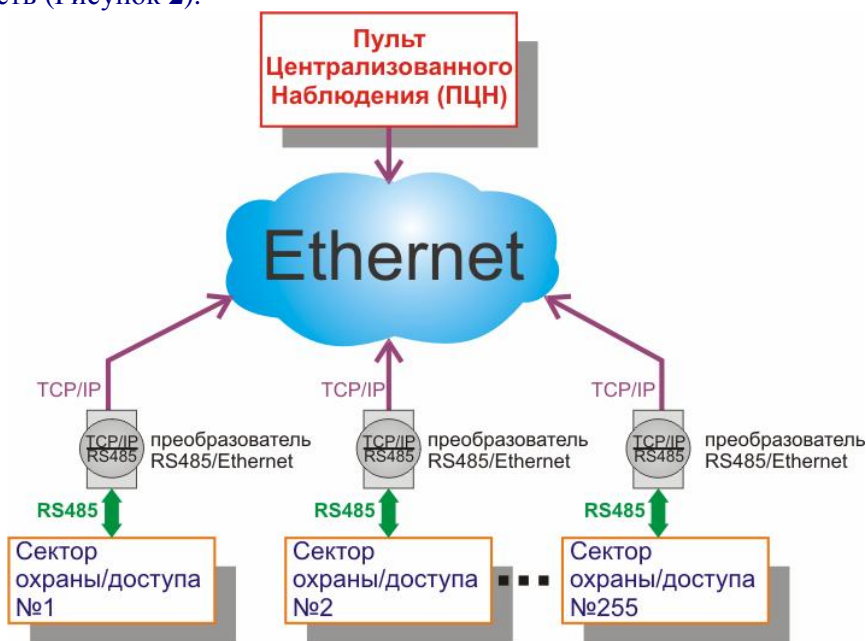 (Рисунок 2).
Пульт
Централизованного
Наблюдения (ПЦН)
Ethernet
TCP/IP
TCP/IP
TCP/IP
TCP/IP
RS485
преобразователь
RS485/Ethernet
TCP/IP
RS485
преобразователь
RS485/Ethernet
TCP/IP
RS485
преобразователь
RS485/Ethernet
RS485
RS485
RS485
Сектор
охраны/доступа
№1
Сектор
охраны/доступа
№2
Сектор
охраны/доступа
№255